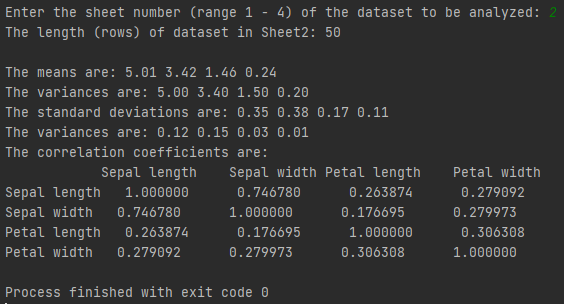 Enter the sheet number (range 1 - 4) of the dataset to be analyzed: 2
The length (rows) of dataset in Sheet2: 50
The means are: 5.01 3.42 1.46 0.24
The variances are: 5.00 3.40 1.50 0.20
The standard deviations are: 0.35 0.38 0.17 0.11
The variances are: 0.12 0.15 0.03 0.01
The correlation coefficients are:
Sepal length Sepal width Petal length Petal width
Sepal length 1.000000 0.746780 0.263874 0.279092
Sepal width 0.746780 1.000000 0.176695 0.279973
Petal length 0.263874 0.176695 1.000000 0.306308
Petal width 0.279092 0.279973 0.306308 1.000000
Process finished with exit code 0